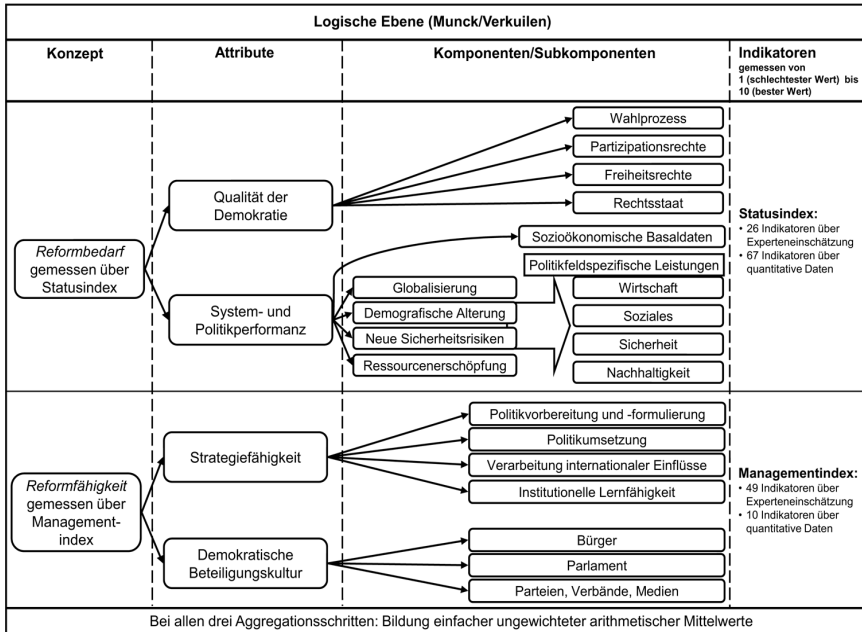 Logische Ebene (Munck/Verkuilen)
Konzept
Attribute
Komponenten/Subkomponenten
Indikatoren
gemessen von
1 (schlechtester Wert) bis
10 (bester Wert)
Reformbedarf
gemessen über
Statusindex
Qualität der
Demokratie
Wahlprozess
Partizipationsrechte
Freiheitsrechte
Rechtsstaat
System- und
Politikperformanz
Sozioökonomische Basaldaten
Politikfeldspezifische Leistungen
Globalisierung
Demografische Alterung
Neue Sicherheitsrisiken
Ressourcenerschöpfung
Wirtschaft
Soziales
Sicherheit
Nachhaltigkeit
Statusindex:
• 26 Indikatoren über
Experteneinschätzung
• 67 Indikatoren über
quantitative Daten
Reformfähigkeit
gemessen über
Management-
index
Strategiefähigkeit
Politikvorbereitung und -formulierung
Politikumsetzung
Verarbeitung internationaler Einflüsse
Institutionelle Lernfähigkeit
Demokratische
Beteiligungskultur
Bürger
Parlament
Parteien, Verbände, Medien
Managementindex:
• 49 Indikatoren über
Experteneinschätzung
• 10 Indikatoren über
quantitative Daten
Bei allen drei Aggregationsschritten: Bildung einfacher ungewichteter arithmetischer Mittelwerte